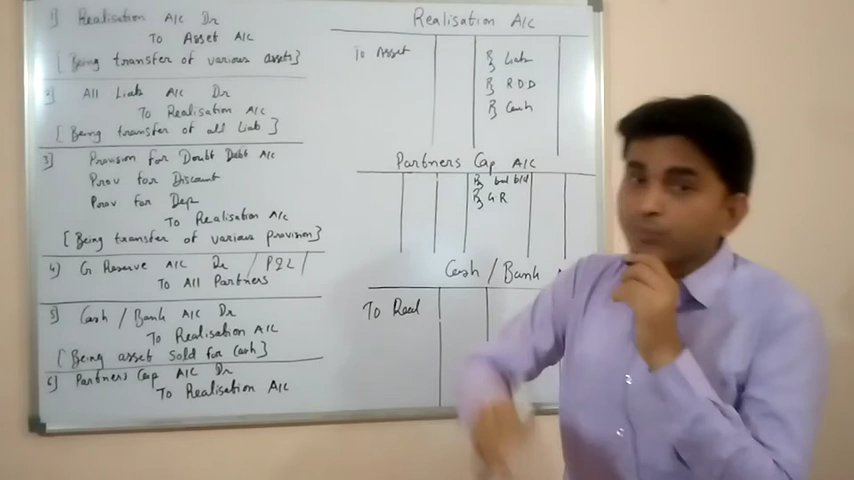 1) Realisation A/c Dr
To Asset A/c
[ Being transfer of various assets ]
2) All Liab A/c Dr
To Realisation A/c
[ Being transfer of all Liab ]
3) Provision for Doubt Debt A/c
Prov for Discount
Prov for Dep
To Realisation A/c
[ Being transfer of various provision ]
4) G Reserve A/c Dr / P&L /
To All Partners
5) Cash / Bank A/c Dr
To Realisation A/c
[ Being asset sold for cash ]
6) Partners Cap A/c Dr
To Realisation A/c
Realisation A/c
To Asset
By Liab
By R D D
By Cash
Partners Cap A/c
By bal b/d
By G R
Cash / Bank
To Real